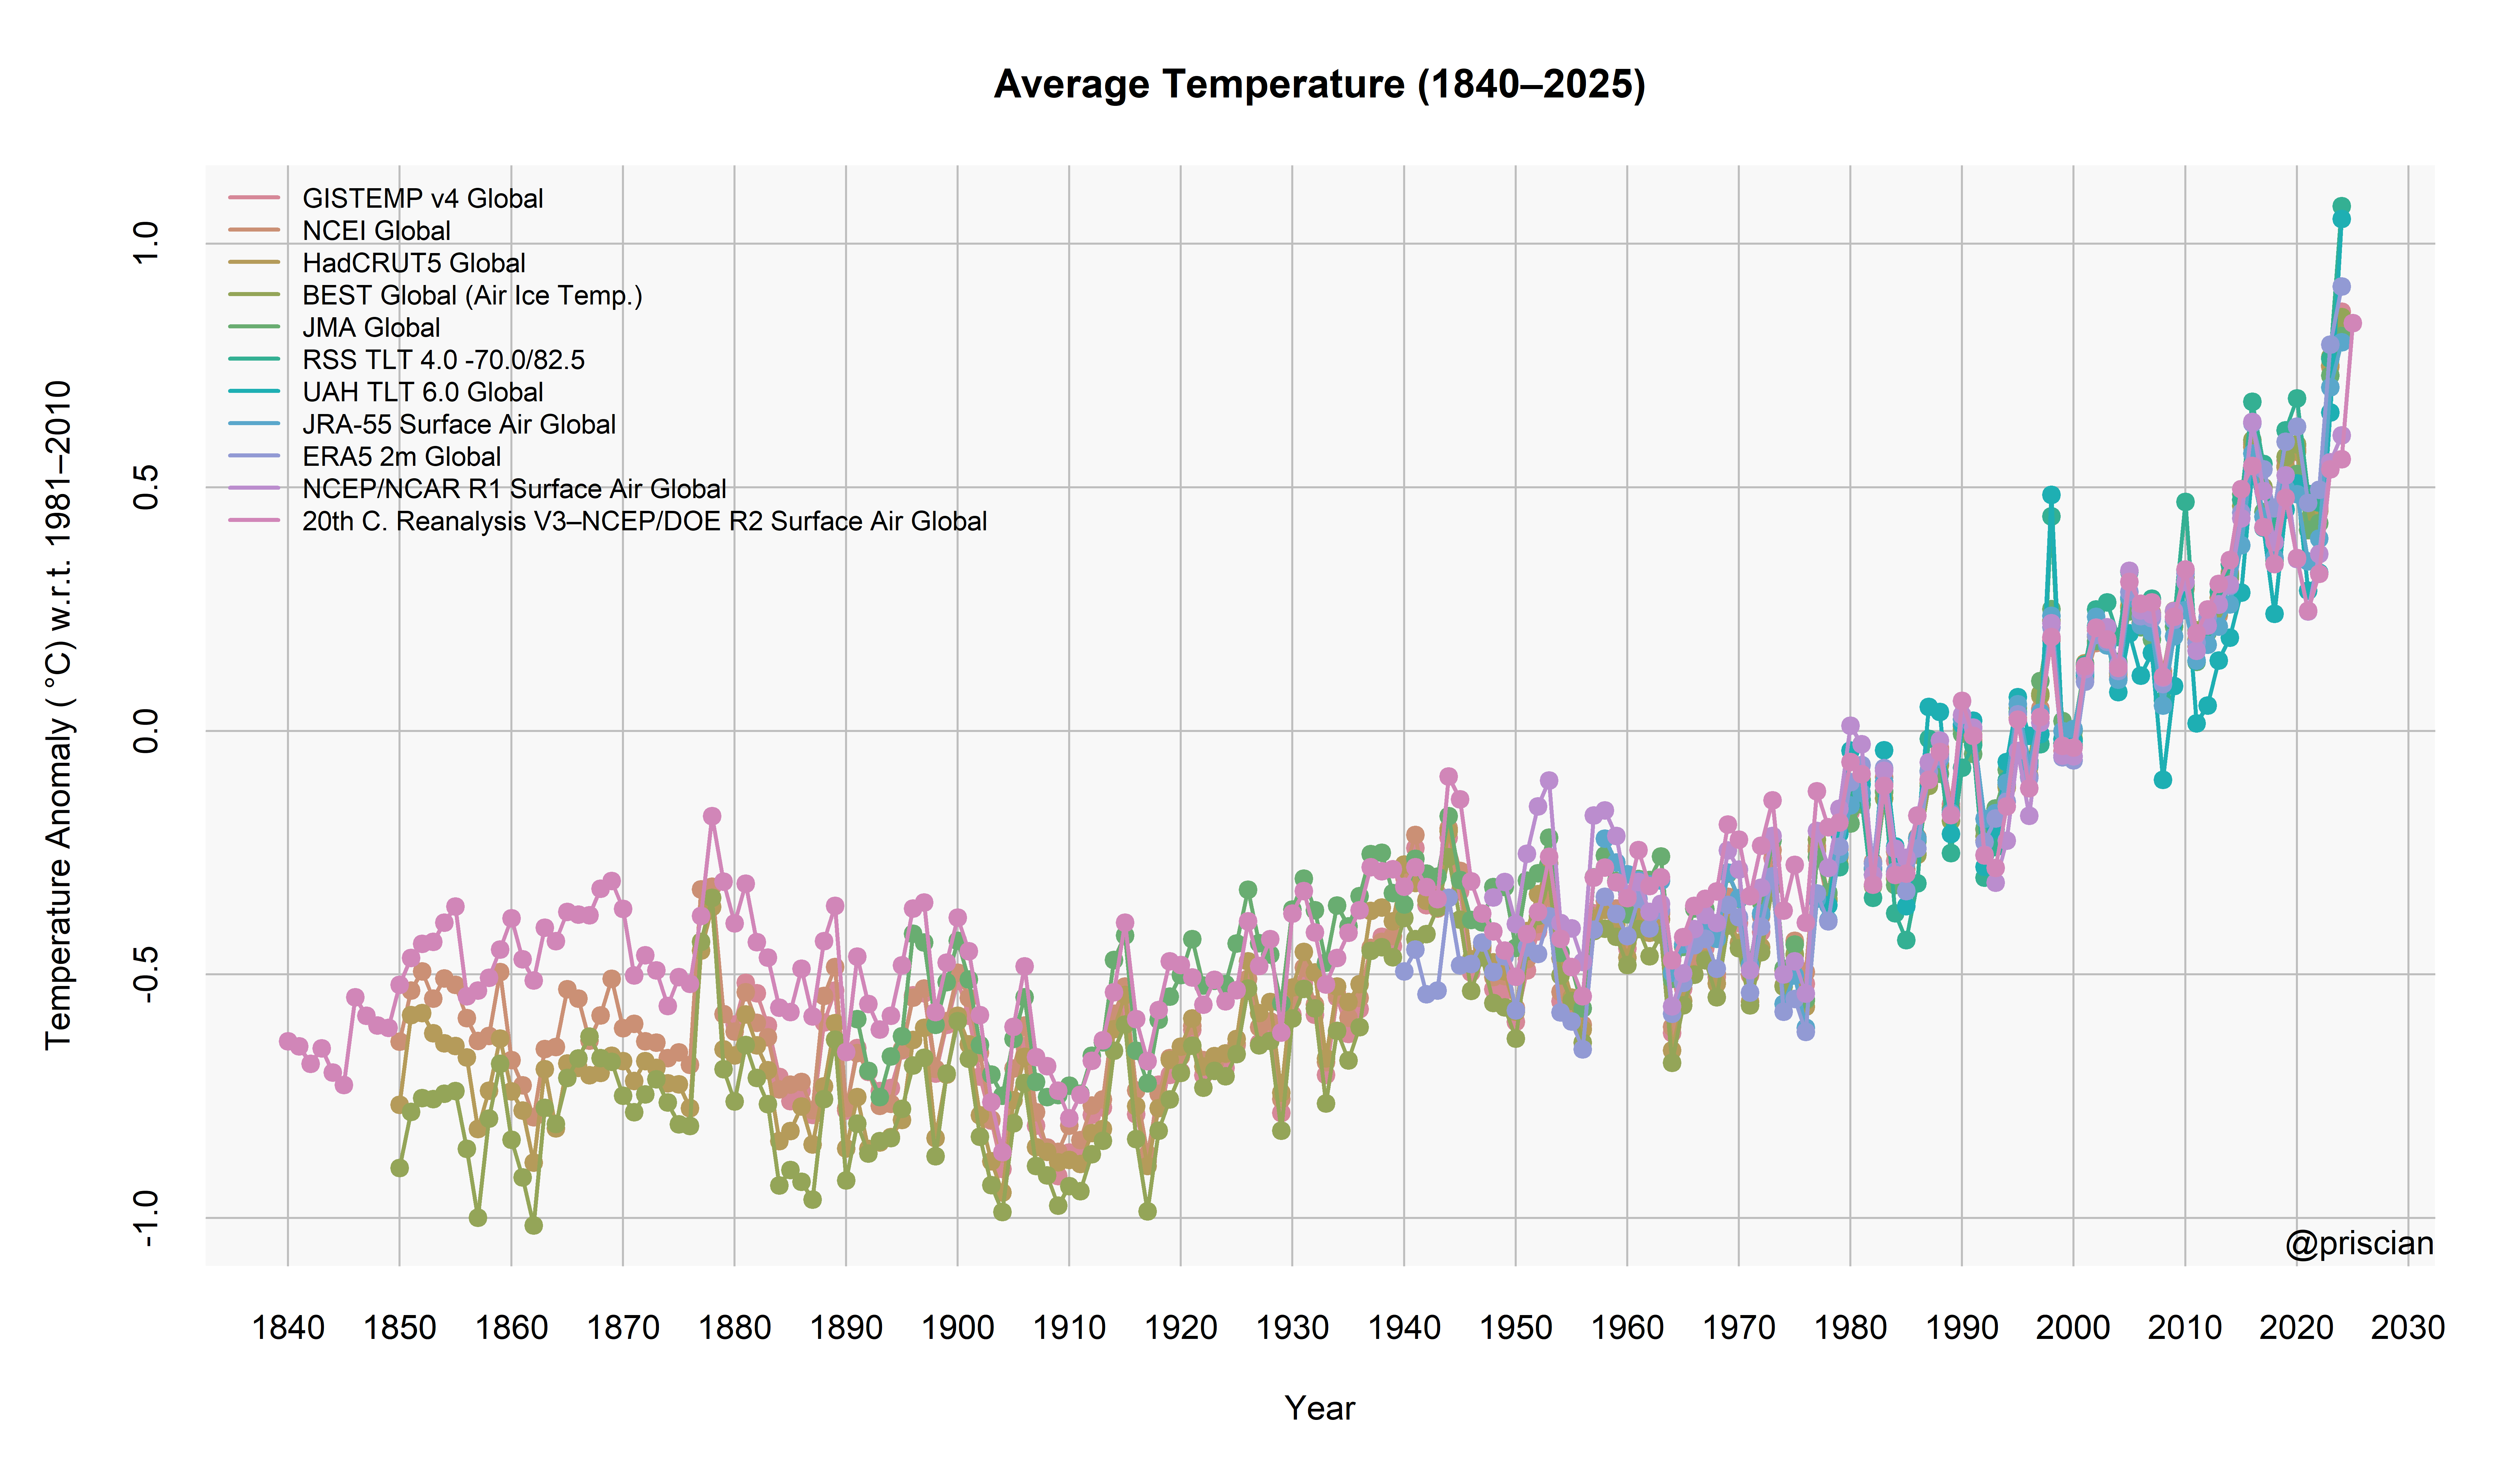 Average Temperature (1840–2025)
Temperature Anomaly ( °C) w.r.t. 1981–2010
1.0
0.5
0.0
-0.5
-1.0
GISTEMP v4 Global
NCEI Global
HadCRUT5 Global
BEST Global (Air Ice Temp.)
JMA Global
RSS TLT 4.0 -70.0/82.5
UAH TLT 6.0 Global
JRA-55 Surface Air Global
ERA5 2m Global
NCEP/NCAR R1 Surface Air Global
20th C. Reanalysis V3–NCEP/DOE R2 Surface Air Global
@priscian
1840 1850 1860 1870 1880 1890 1900 1910 1920 1930 1940 1950 1960 1970 1980 1990 2000 2010 2020 2030
Year